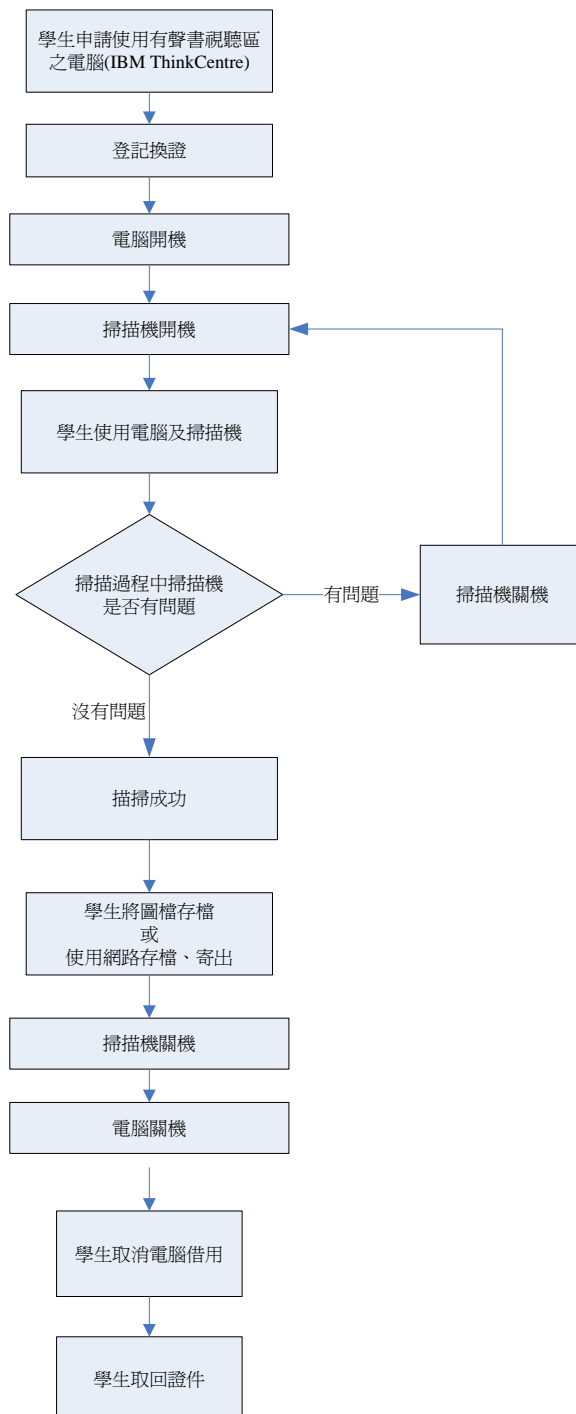 學生申請使用有聲書視聽區
之電腦(IBM ThinkCentre)
登記換證
電腦開機
掃描機開機
學生使用電腦及掃描機
掃描過程中掃描機
是否有問題
有問題
掃描機關機
沒有問題
描掃成功
學生將圖檔存檔
或
使用網路存檔、寄出
掃描機關機
電腦關機
學生取消電腦借用
學生取回證件